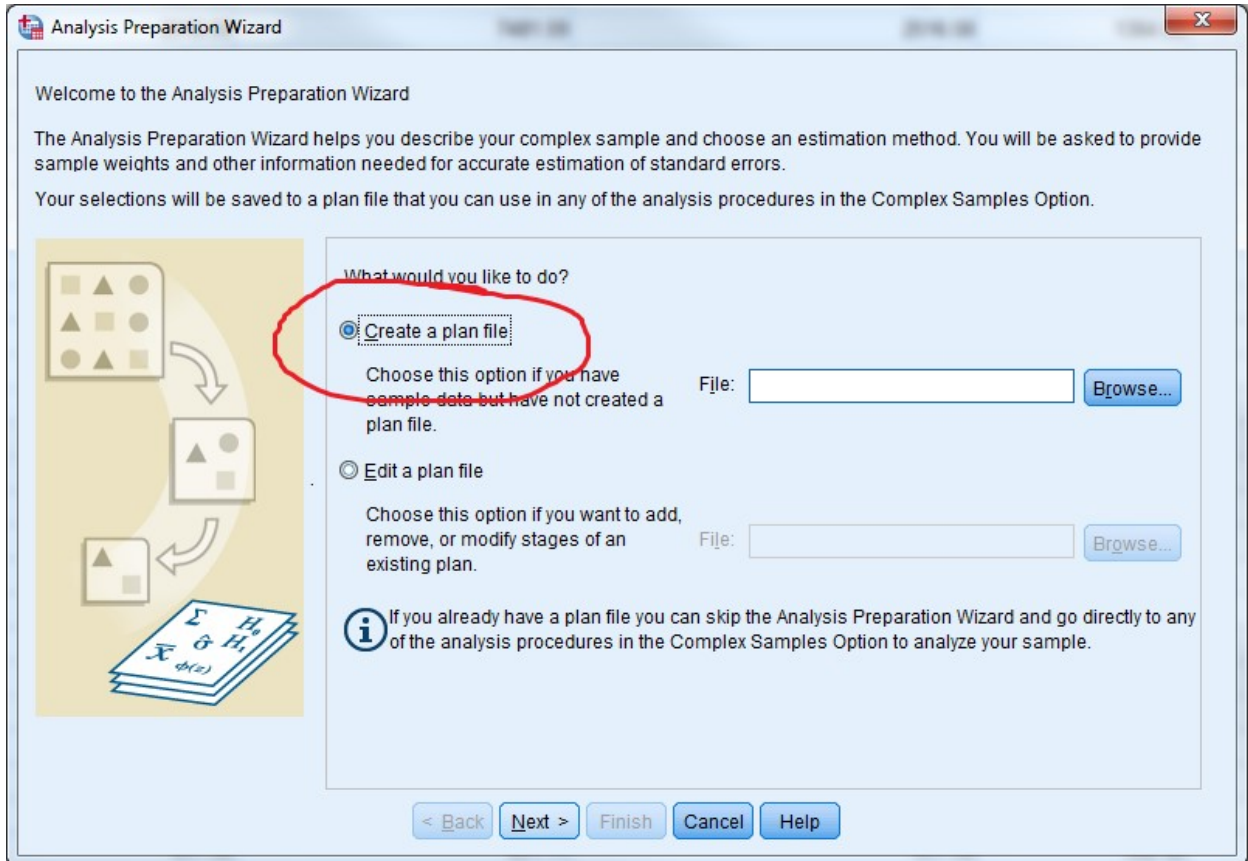 Analysis Preparation Wizard
Welcome to the Analysis Preparation Wizard
The Analysis Preparation Wizard helps you describe your complex sample and choose an estimation method. You will be asked to provide
sample weights and other information needed for accurate estimation of standard errors.
Your selections will be saved to a plan file that you can use in any of the analysis procedures in the Complex Samples Option.
What would you like to do?
Create a plan file
Choose this option if you have
sample data but have not created a
plan file.
File:
Browse...
Edit a plan file
Choose this option if you want to add,
remove, or modify stages of an
existing plan.
File:
Browse...
If you already have a plan file you can skip the Analysis Preparation Wizard and go directly to any
of the analysis procedures in the Complex Samples Option to analyze your sample.
Σ H₀
x̅ σ̂ H₁
ϕ(z)
< Back Next > Finish Cancel Help